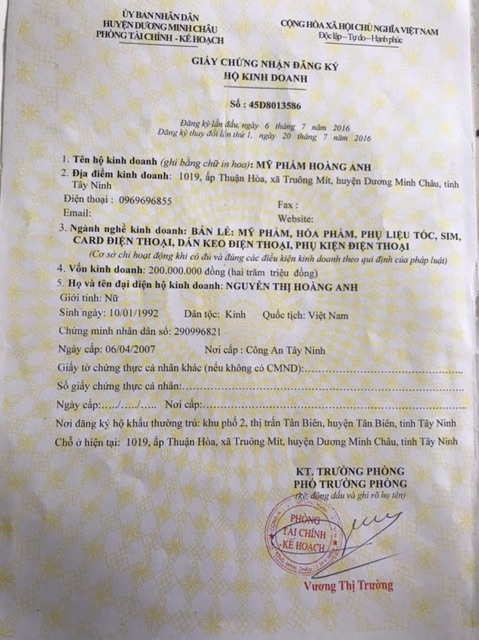 ỦY BAN NHÂN DÂN
HUYỆN DƯƠNG MINH CHÂU
PHÒNG TÀI CHÍNH - KẾ HOẠCH
CỘNG HÒA XÃ HỘI CHỦ NGHĨA VIỆT NAM
Độc lập – Tự do – Hạnh phúc
GIẤY CHỨNG NHẬN ĐĂNG KÝ
HỘ KINH DOANH
Số : 45D8013586
Đăng ký lần đầu, ngày 6 tháng 7 năm 2016
Đăng ký thay đổi lần thứ 1, ngày 20 tháng 7 năm 2016
1. Tên hộ kinh doanh (ghi bằng chữ in hoa): MỸ PHẨM HOÀNG ANH
2. Địa điểm kinh doanh: 1019, ấp Thuận Hòa, xã Truông Mít, huyện Dương Minh Châu, tỉnh
Tây Ninh
Điện thoại : 0969696855 Fax :
Email: Website:
3. Ngành nghề kinh doanh: BÁN LẺ: MỸ PHẨM, HÓA PHẨM, PHỤ LIỆU TÓC, SIM,
CARD ĐIỆN THOẠI, DÁN KEO ĐIỆN THOẠI, PHỤ KIỆN ĐIỆN THOẠI
(Cơ sở chỉ hoạt động khi có đủ và đúng các điều kiện kinh doanh theo qui định của pháp luật)
4. Vốn kinh doanh: 200.000.000 đồng (hai trăm triệu đồng)
5. Họ và tên đại diện hộ kinh doanh: NGUYỄN THỊ HOÀNG ANH
Giới tính: Nữ
Sinh ngày: 10/01/1992 Dân tộc: Kinh Quốc tịch: Việt Nam
Chứng minh nhân dân số: 290996821
Ngày cấp: 06/04/2007 Nơi cấp : Công An Tây Ninh
Giấy tờ chứng thực cá nhân khác (nếu không có CMND):
Số giấy chứng thực cá nhân:
Ngày cấp:...../...../..... Nơi cấp:
Nơi đăng ký hộ khẩu thường trú: khu phố 2, thị trấn Tân Biên, huyện Tân Biên, tỉnh Tây Ninh
Chỗ ở hiện tại: 1019, ấp Thuận Hòa, xã Truông Mít, huyện Dương Minh Châu, tỉnh Tây Ninh
KT. TRƯỞNG PHÒNG
PHÓ TRƯỞNG PHÒNG
(ký, đóng dấu và ghi rõ họ tên)
PHÒNG
TÀI CHÍNH
KẾ HOẠCH
Vương Thị Trường